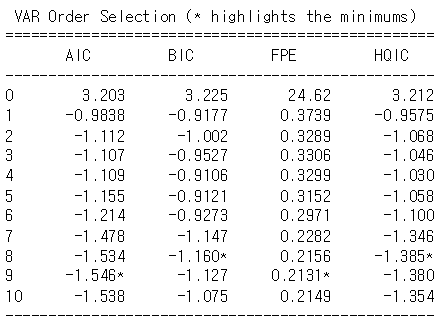 VAR Order Selection (* highlights the minimums)
==================================================
AIC BIC FPE HQIC
--------------------------------------------------
0 3.203 3.225 24.62 3.212
1 -0.9838 -0.9177 0.3739 -0.9575
2 -1.112 -1.002 0.3289 -1.068
3 -1.107 -0.9527 0.3306 -1.046
4 -1.109 -0.9106 0.3299 -1.030
5 -1.155 -0.9121 0.3152 -1.058
6 -1.214 -0.9273 0.2971 -1.100
7 -1.478 -1.147 0.2282 -1.346
8 -1.534 -1.160* 0.2156 -1.385*
9 -1.546* -1.127 0.2131* -1.380
10 -1.538 -1.075 0.2149 -1.354
--------------------------------------------------